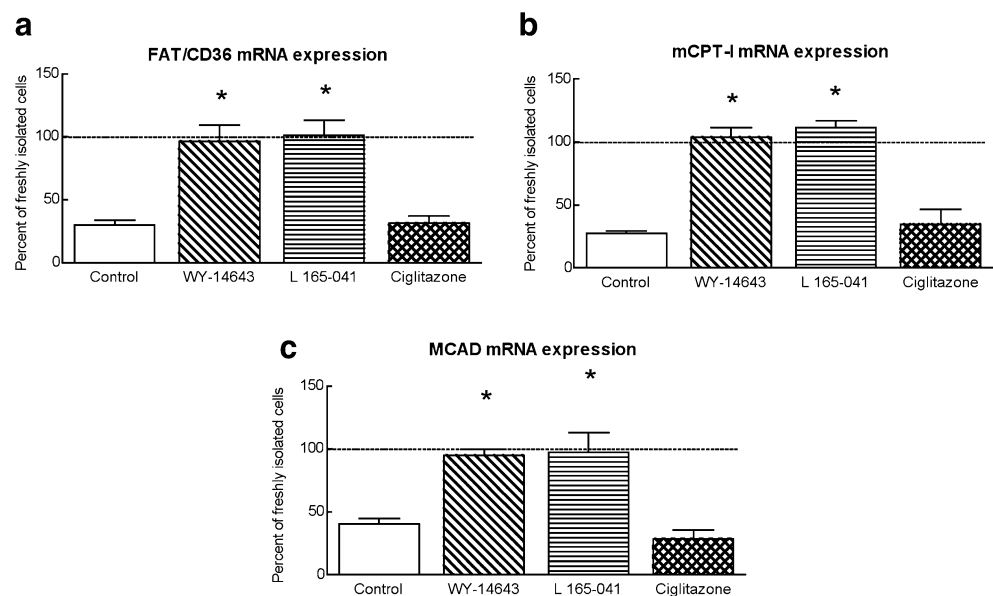 a
FAT/CD36 mRNA expression
Percent of freshly isolated cells
150
100
50
0
*
*
Control WY-14643 L 165-041 Ciglitazone
b
mCPT-I mRNA expression
Percent of freshly isolated cells
150
100
50
0
*
*
Control WY-14643 L 165-041 Ciglitazone
c
MCAD mRNA expression
Percent of freshly isolated cells
150
100
50
0
*
*
Control WY-14643 L 165-041 Ciglitazone